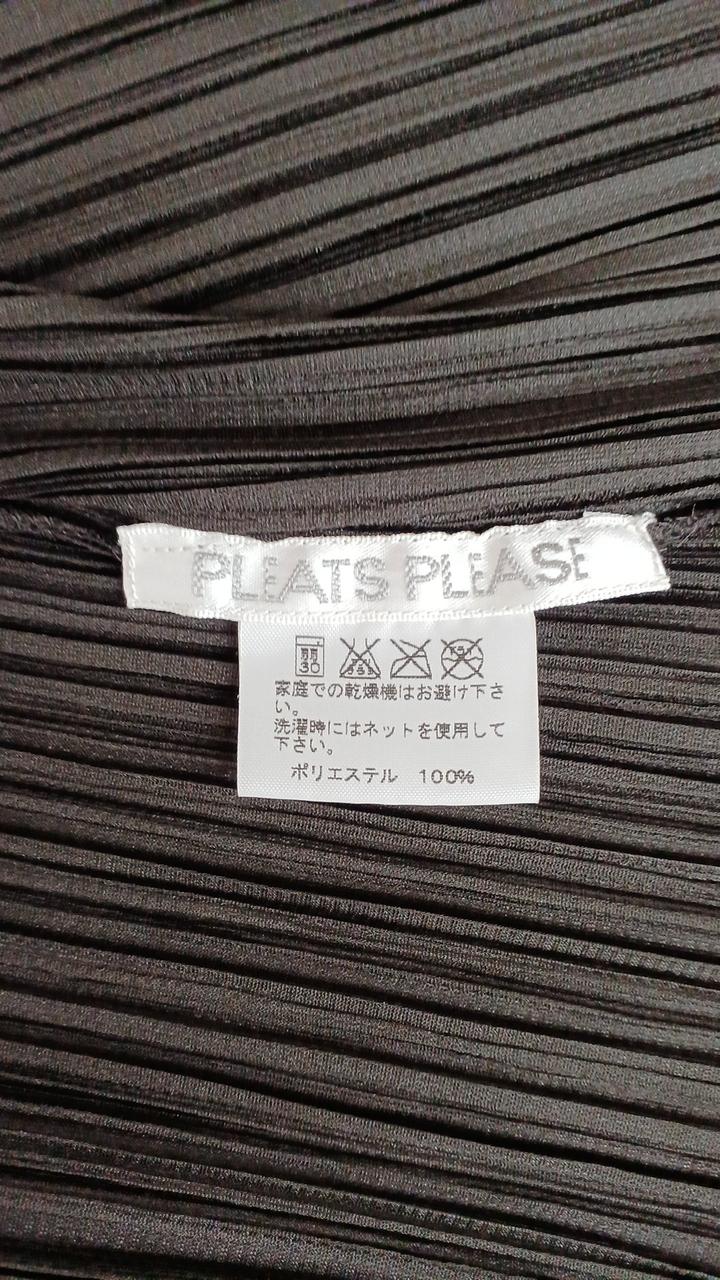 PLEATS PLEASE
弱
30
家庭での乾燥機はお避け下さ
い。
洗濯時にはネットを使用して
下さい。
ポリエステル 100%